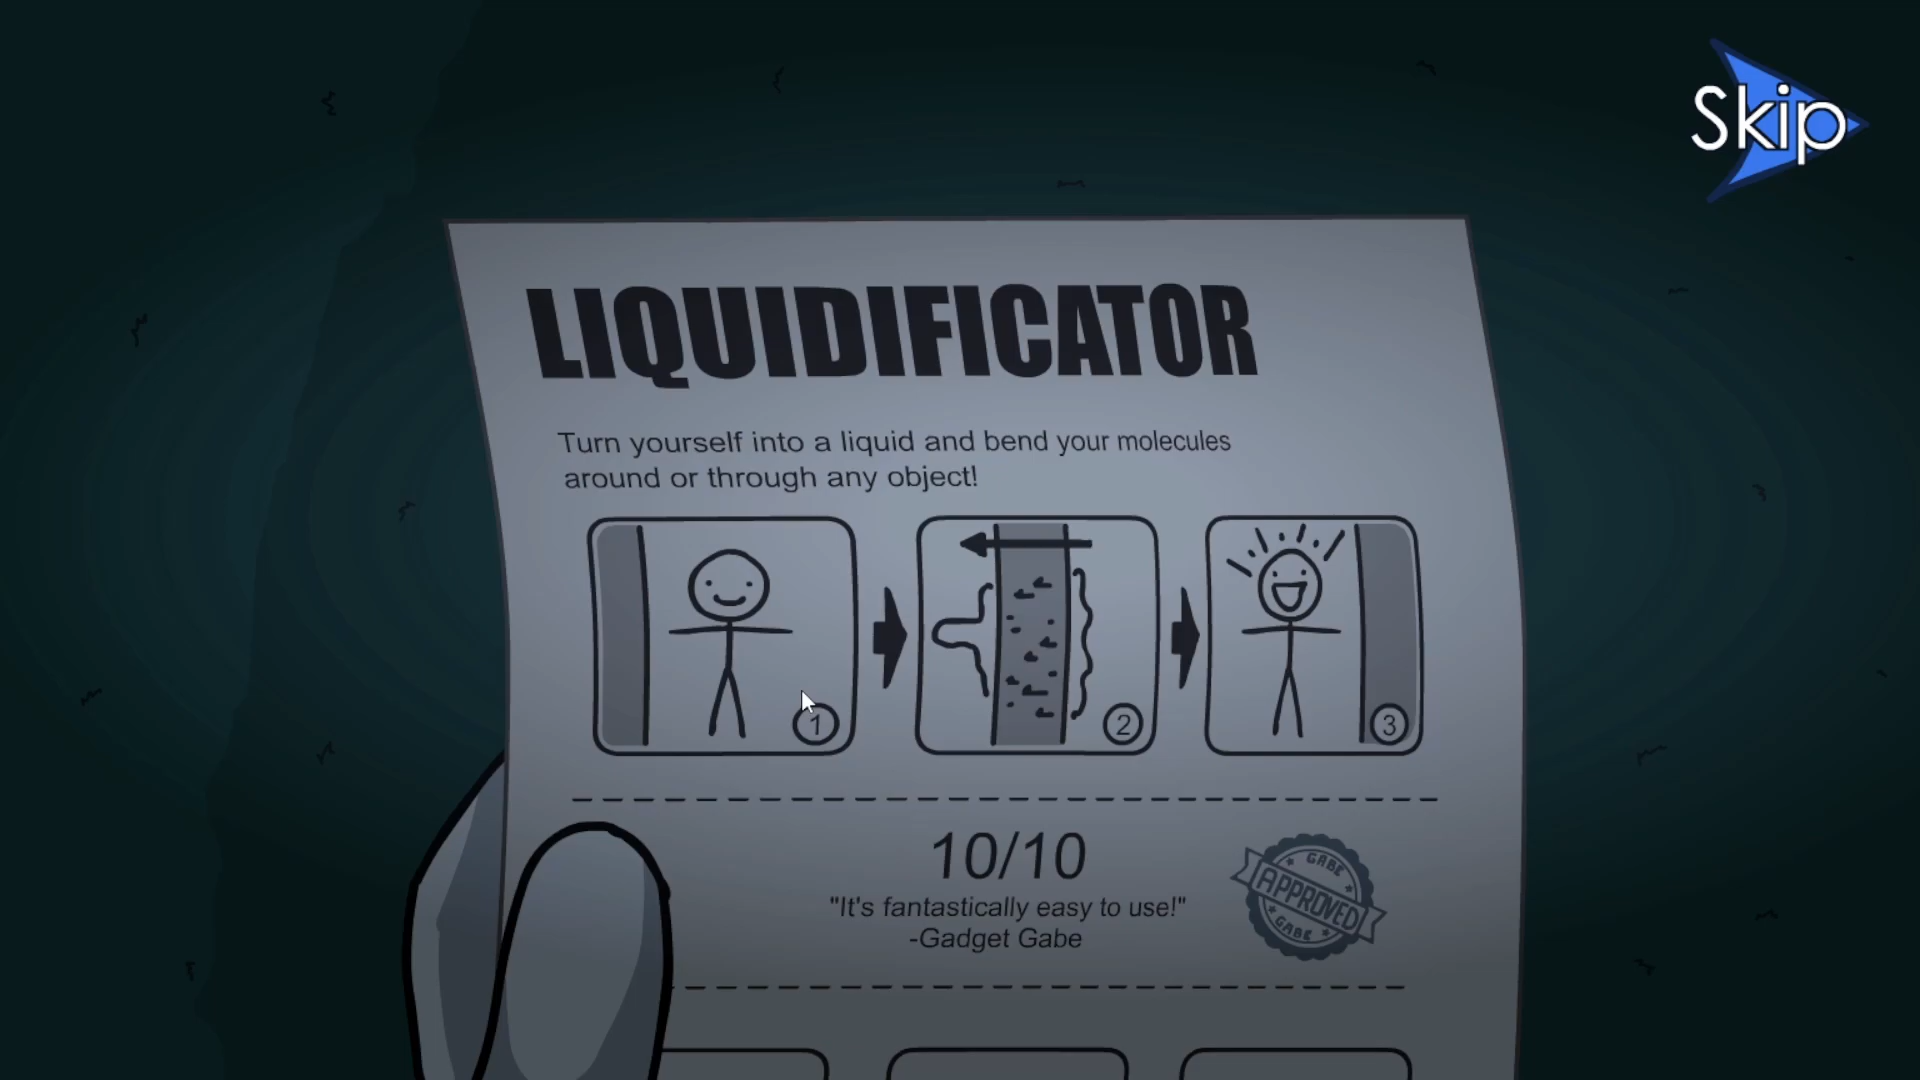 Skip
LIQUIDIFICATOR
Turn yourself into a liquid and bend your molecules
around or through any object!
1
2
3
10/10
"It's fantastically easy to use!"
-Gadget Gabe
GABE
APPROVED
GABE